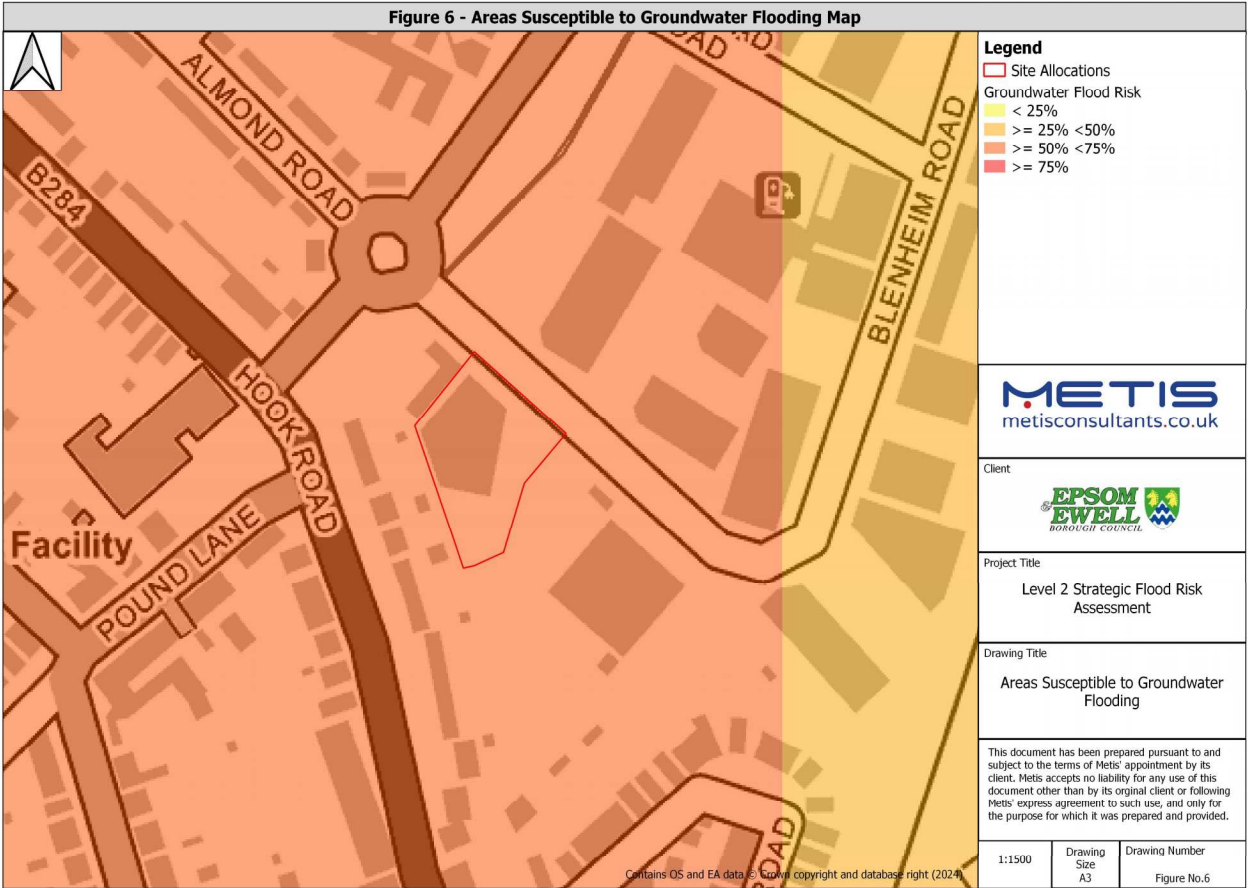 Figure 6 - Areas Susceptible to Groundwater Flooding Map
ALMOND ROAD
B284
HOOK ROAD
POUND LANE
Facility
ROAD
BLENHEIM ROAD
ROAD
Contains OS and EA data © Crown copyright and database right (2024)
Legend
Site Allocations
Groundwater Flood Risk
< 25%
>= 25% <50%
>= 50% <75%
>= 75%
METIS
metisconsultants.co.uk
Client
EPSOM
& EWELL
BOROUGH COUNCIL
Project Title
Level 2 Strategic Flood Risk
Assessment
Drawing Title
Areas Susceptible to Groundwater
Flooding
This document has been prepared pursuant to and
subject to the terms of Metis' appointment by its
client. Metis accepts no liability for any use of this
document other than by its orginal client or following
Metis' express agreement to such use, and only for
the purpose for which it was prepared and provided.
1:1500
Drawing
Size
A3
Drawing Number
Figure No.6